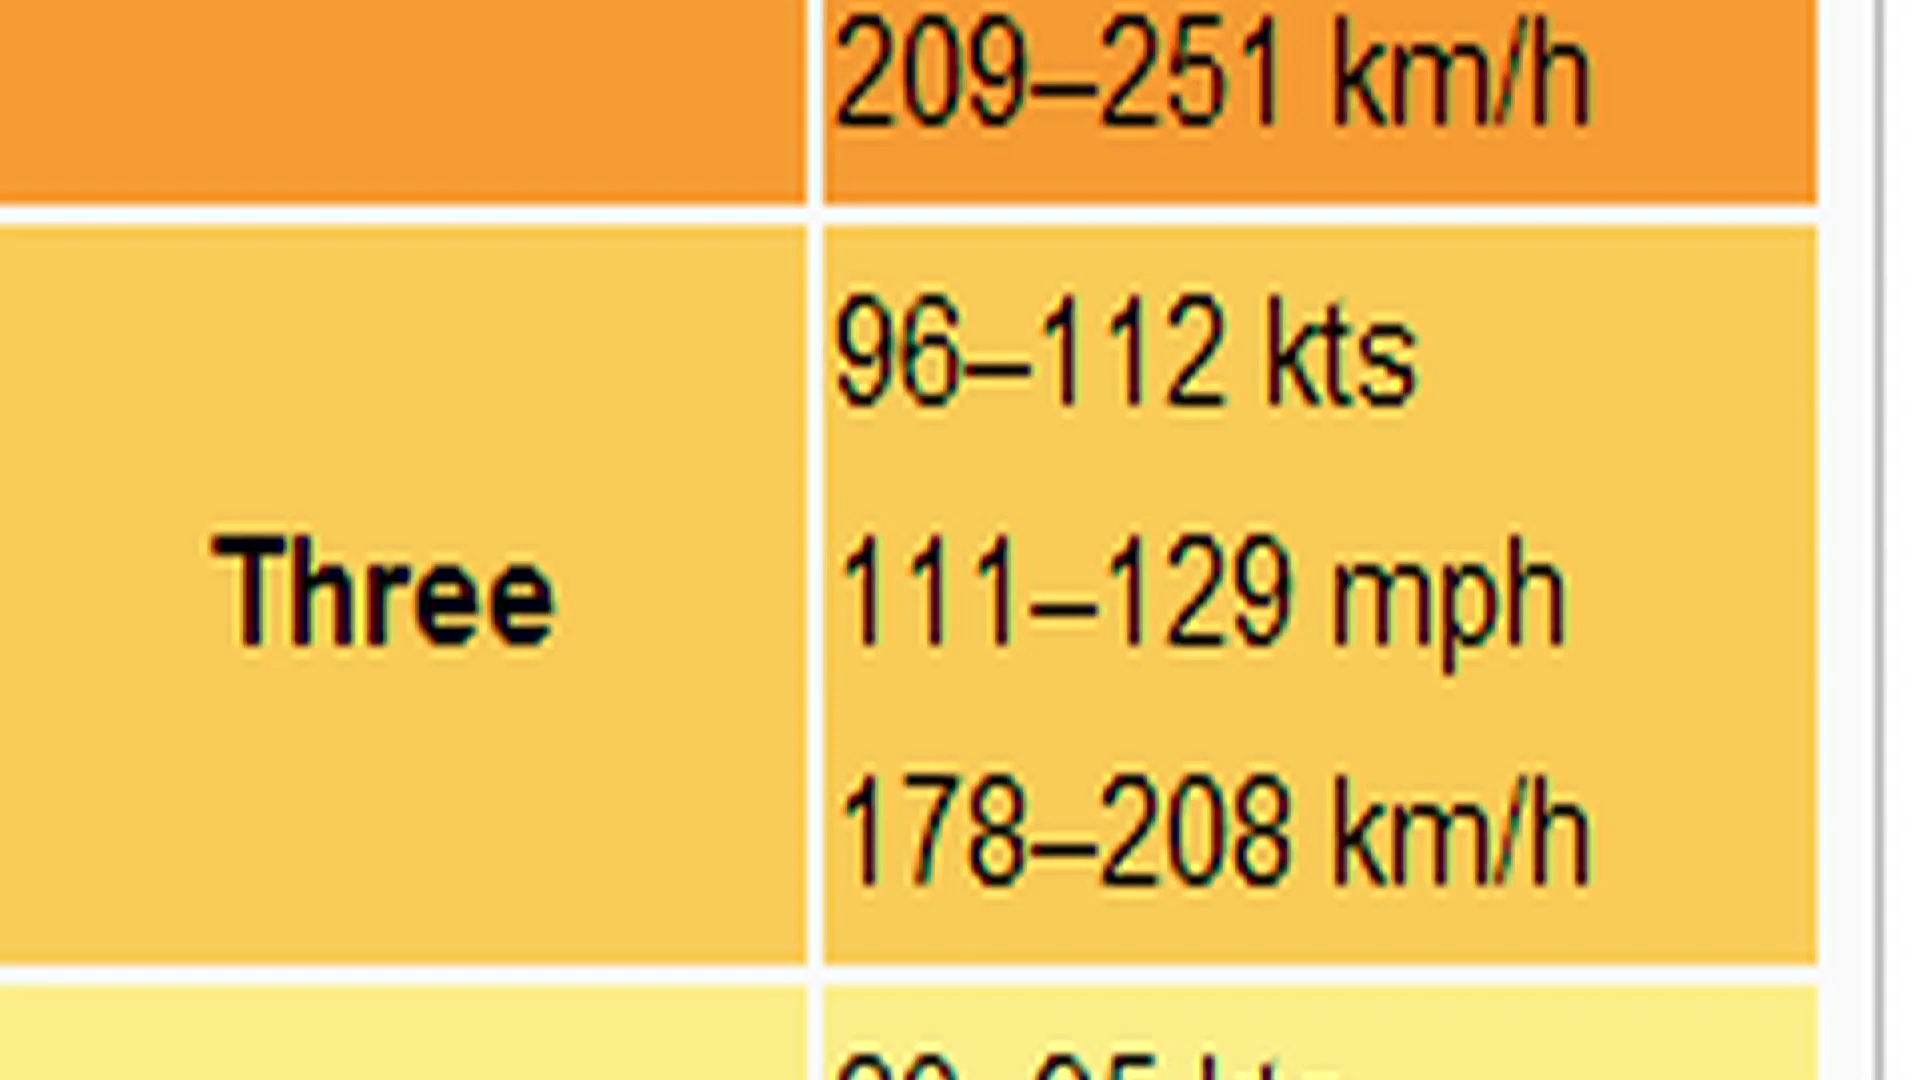 209–251 km/h
96–112 kts
Three
111–129 mph
178–208 km/h